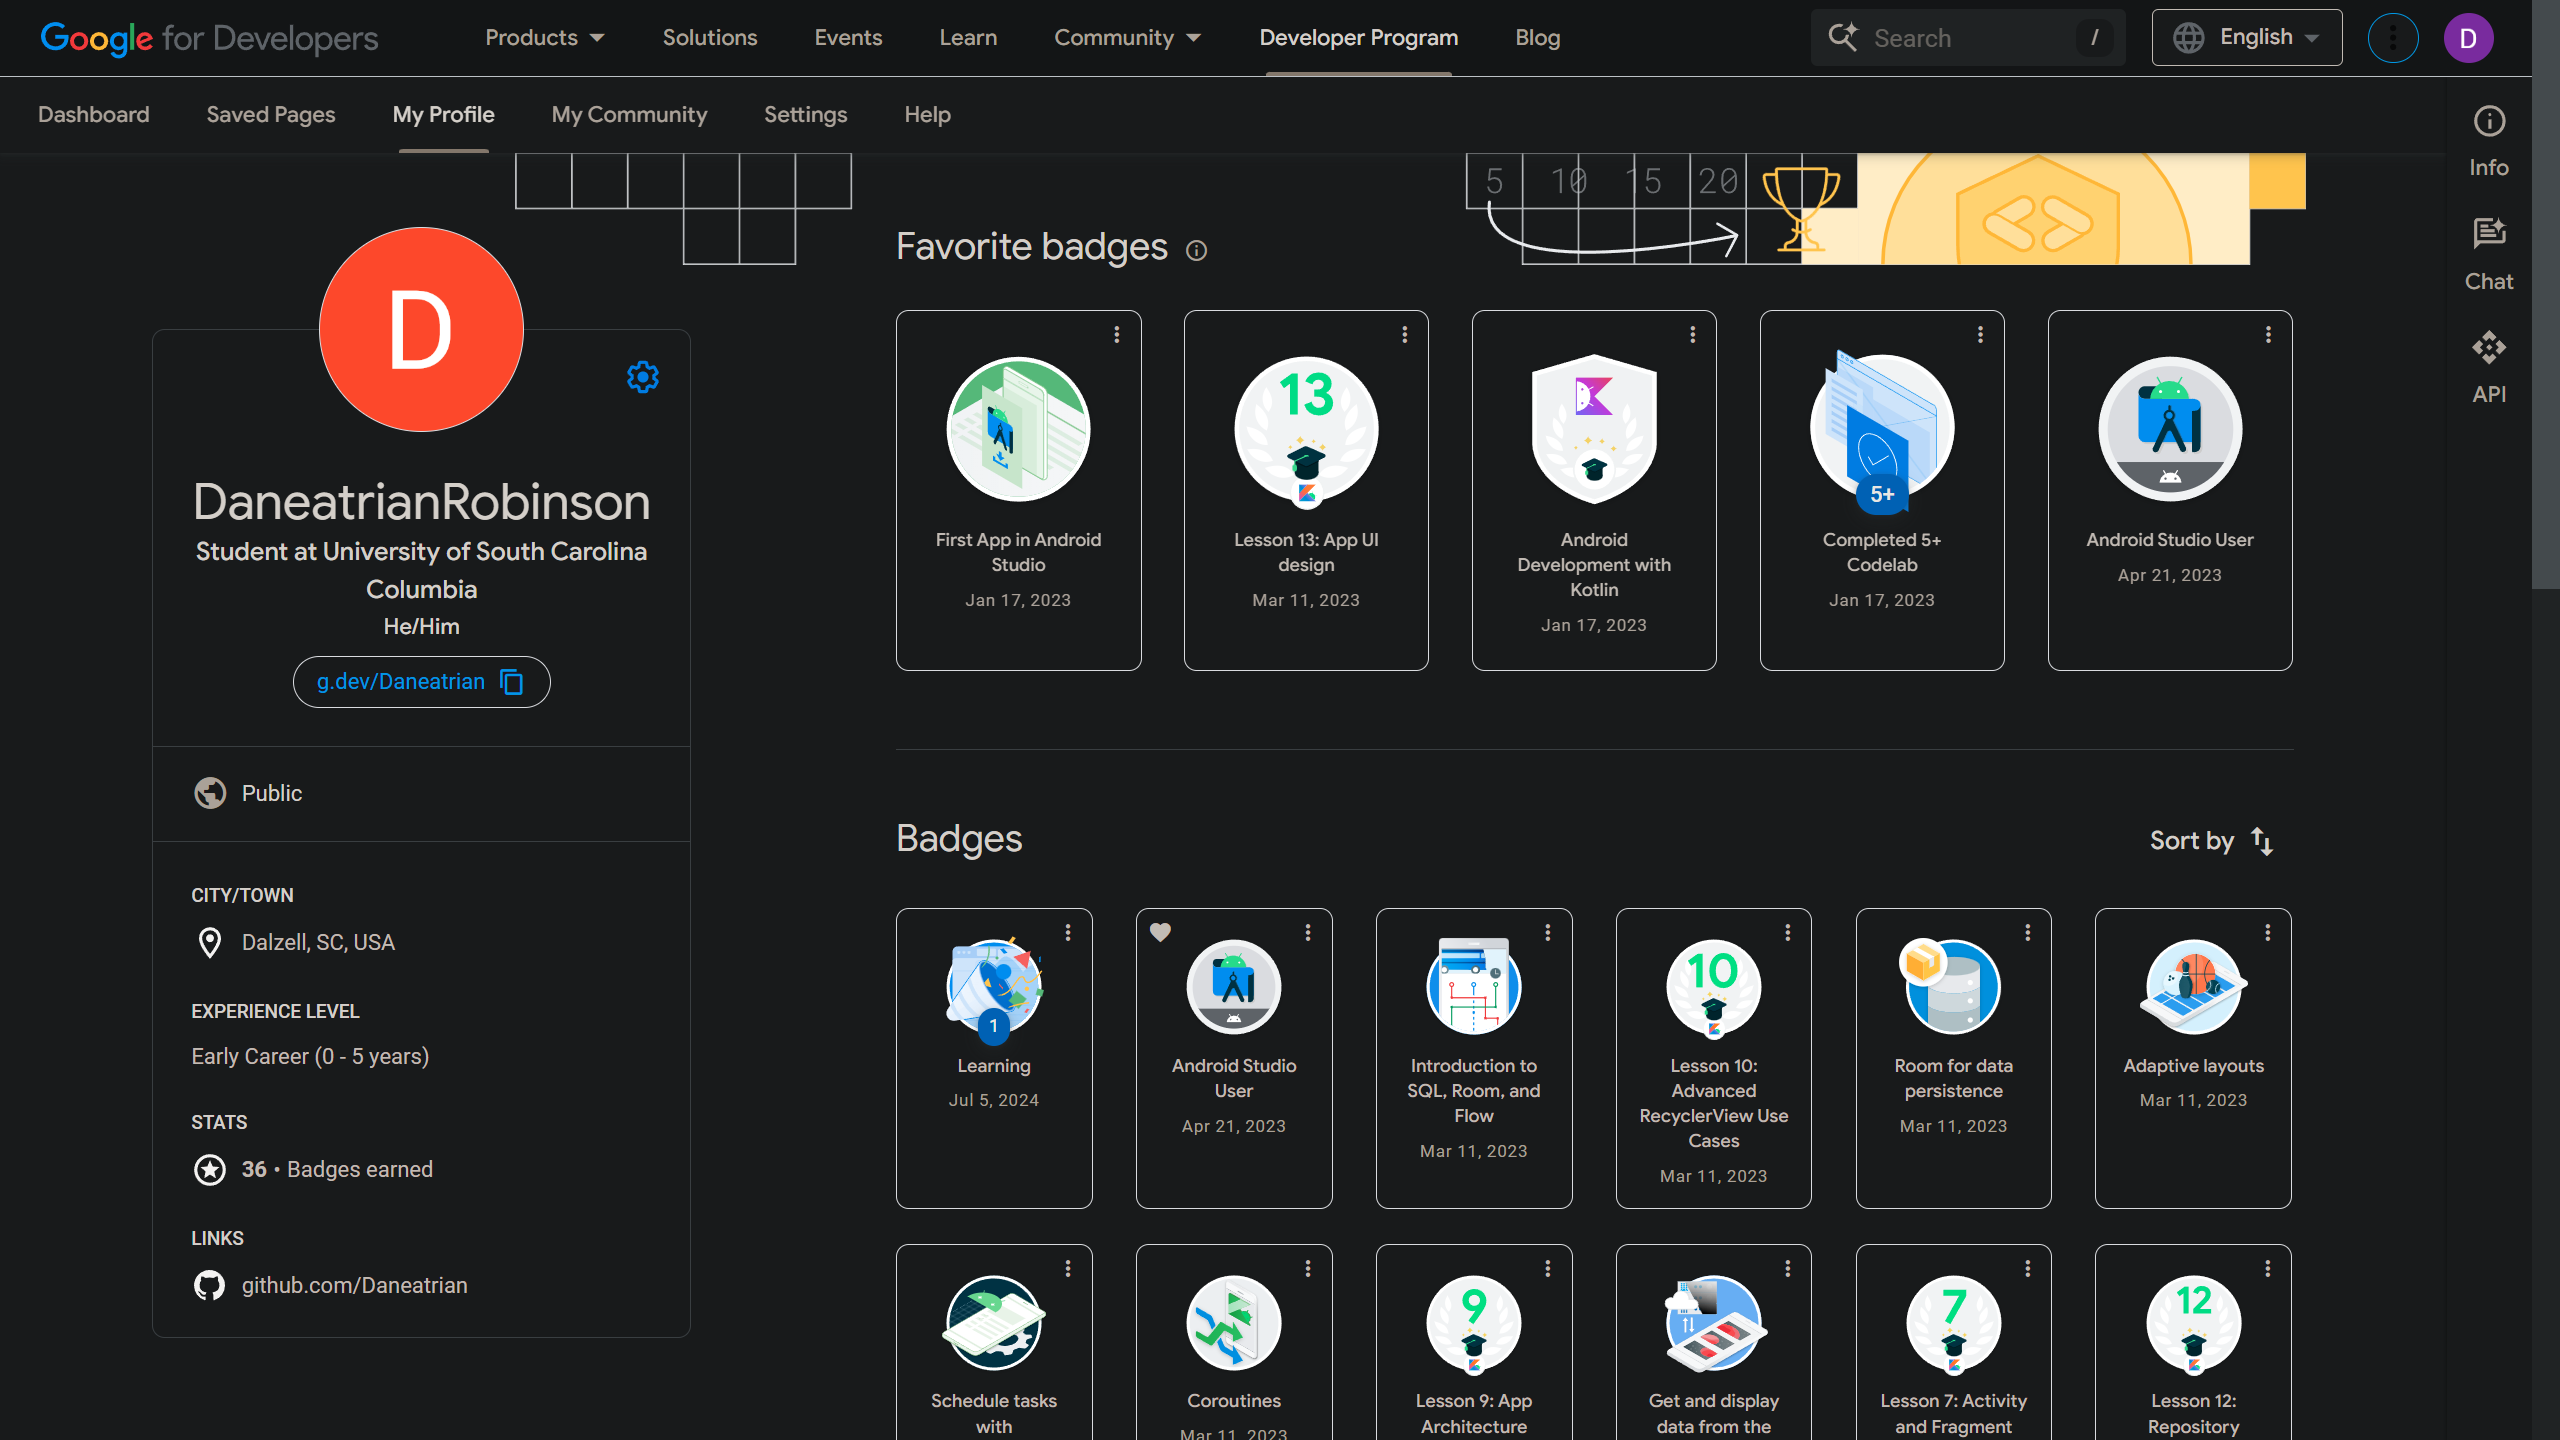 Google for Developers
Products
Solutions
Events
Learn
Community
Developer Program
Blog
Search
/
English
D
Dashboard
Saved Pages
My Profile
My Community
Settings
Help
Info
Chat
API
5 10 15 20
D
DaneatrianRobinson
Student at University of South Carolina
Columbia
He/Him
g.dev/Daneatrian
Public
CITY/TOWN
Dalzell, SC, USA
EXPERIENCE LEVEL
Early Career (0 - 5 years)
STATS
36 • Badges earned
LINKS
github.com/Daneatrian
Favorite badges
First App in Android
Studio
Jan 17, 2023
13
Lesson 13: App UI
design
Mar 11, 2023
Android
Development with
Kotlin
Jan 17, 2023
5+
Completed 5+
Codelab
Jan 17, 2023
Android Studio User
Apr 21, 2023
Badges
Sort by
1
Learning
Jul 5, 2024
Android Studio
User
Apr 21, 2023
Introduction to
SQL, Room, and
Flow
Mar 11, 2023
10
Lesson 10:
Advanced
RecyclerView Use
Cases
Mar 11, 2023
Room for data
persistence
Mar 11, 2023
Adaptive layouts
Mar 11, 2023
Schedule tasks
with
Coroutines
Mar 11, 2023
9
Lesson 9: App
Architecture
Get and display
data from the
7
Lesson 7: Activity
and Fragment
12
Lesson 12:
Repository